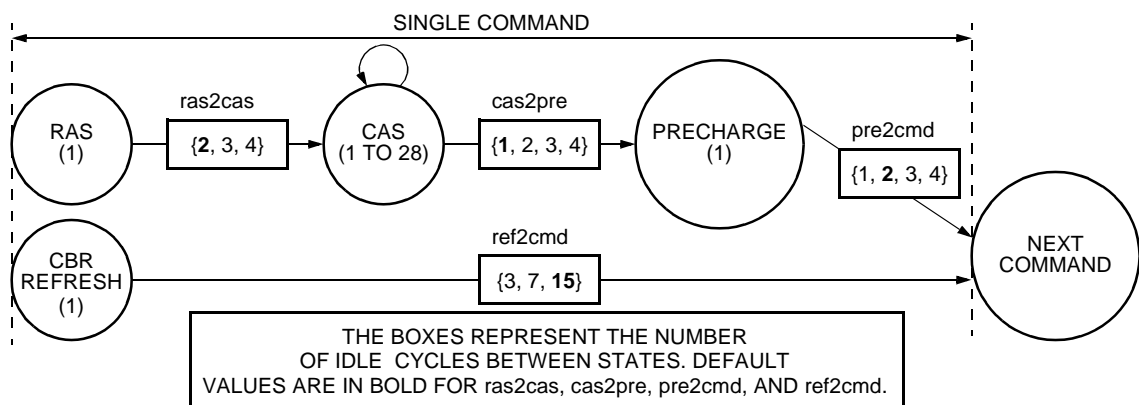 SINGLE COMMAND
ras2cas
cas2pre
pre2cmd
RAS
(1)
{2, 3, 4}
CAS
(1 TO 28)
{1, 2, 3, 4}
PRECHARGE
(1)
{1, 2, 3, 4}
ref2cmd
CBR
REFRESH
(1)
{3, 7, 15}
NEXT
COMMAND
THE BOXES REPRESENT THE NUMBER
OF IDLE CYCLES BETWEEN STATES. DEFAULT
VALUES ARE IN BOLD FOR ras2cas, cas2pre, pre2cmd, AND ref2cmd.